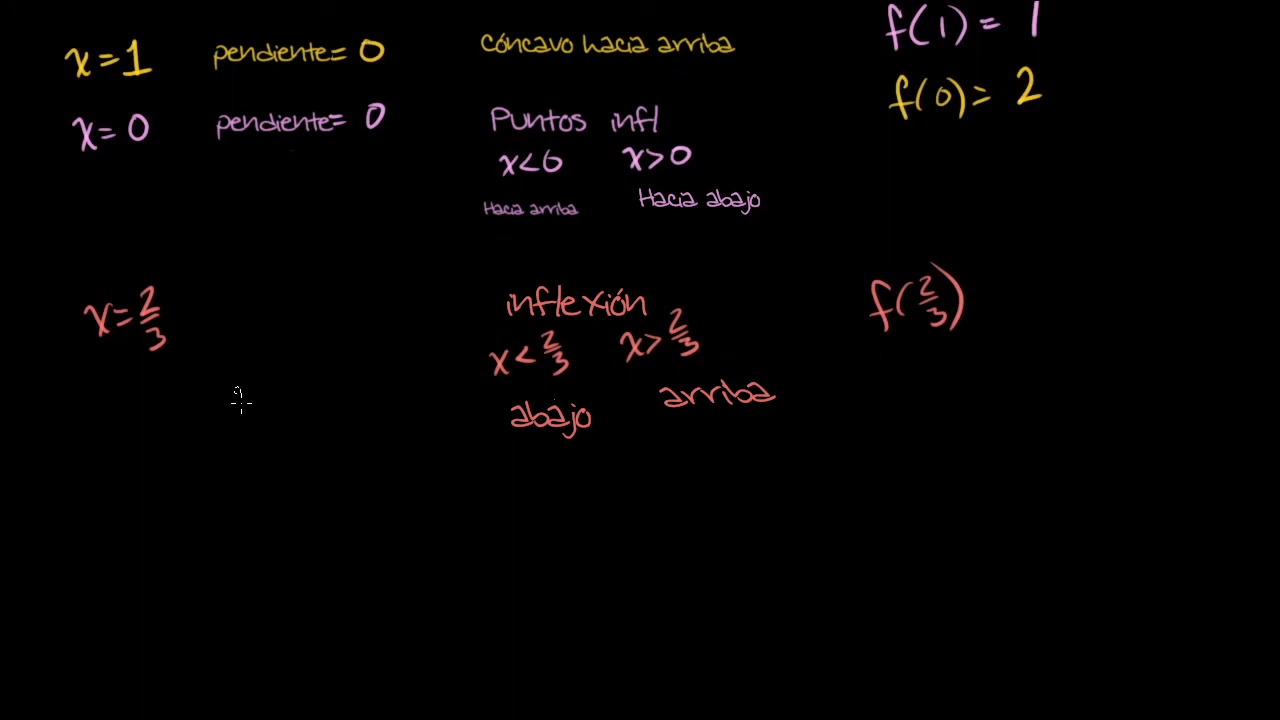 x=1 pendiente=0 cóncavo hacia arriba f(1)=1
x=0 pendiente=0 Puntos infl f(0)=2
x<0 x>0
Hacia arriba Hacia abajo
x=2/3 inflexión f(2/3)
x<2/3 x>2/3
abajo arriba